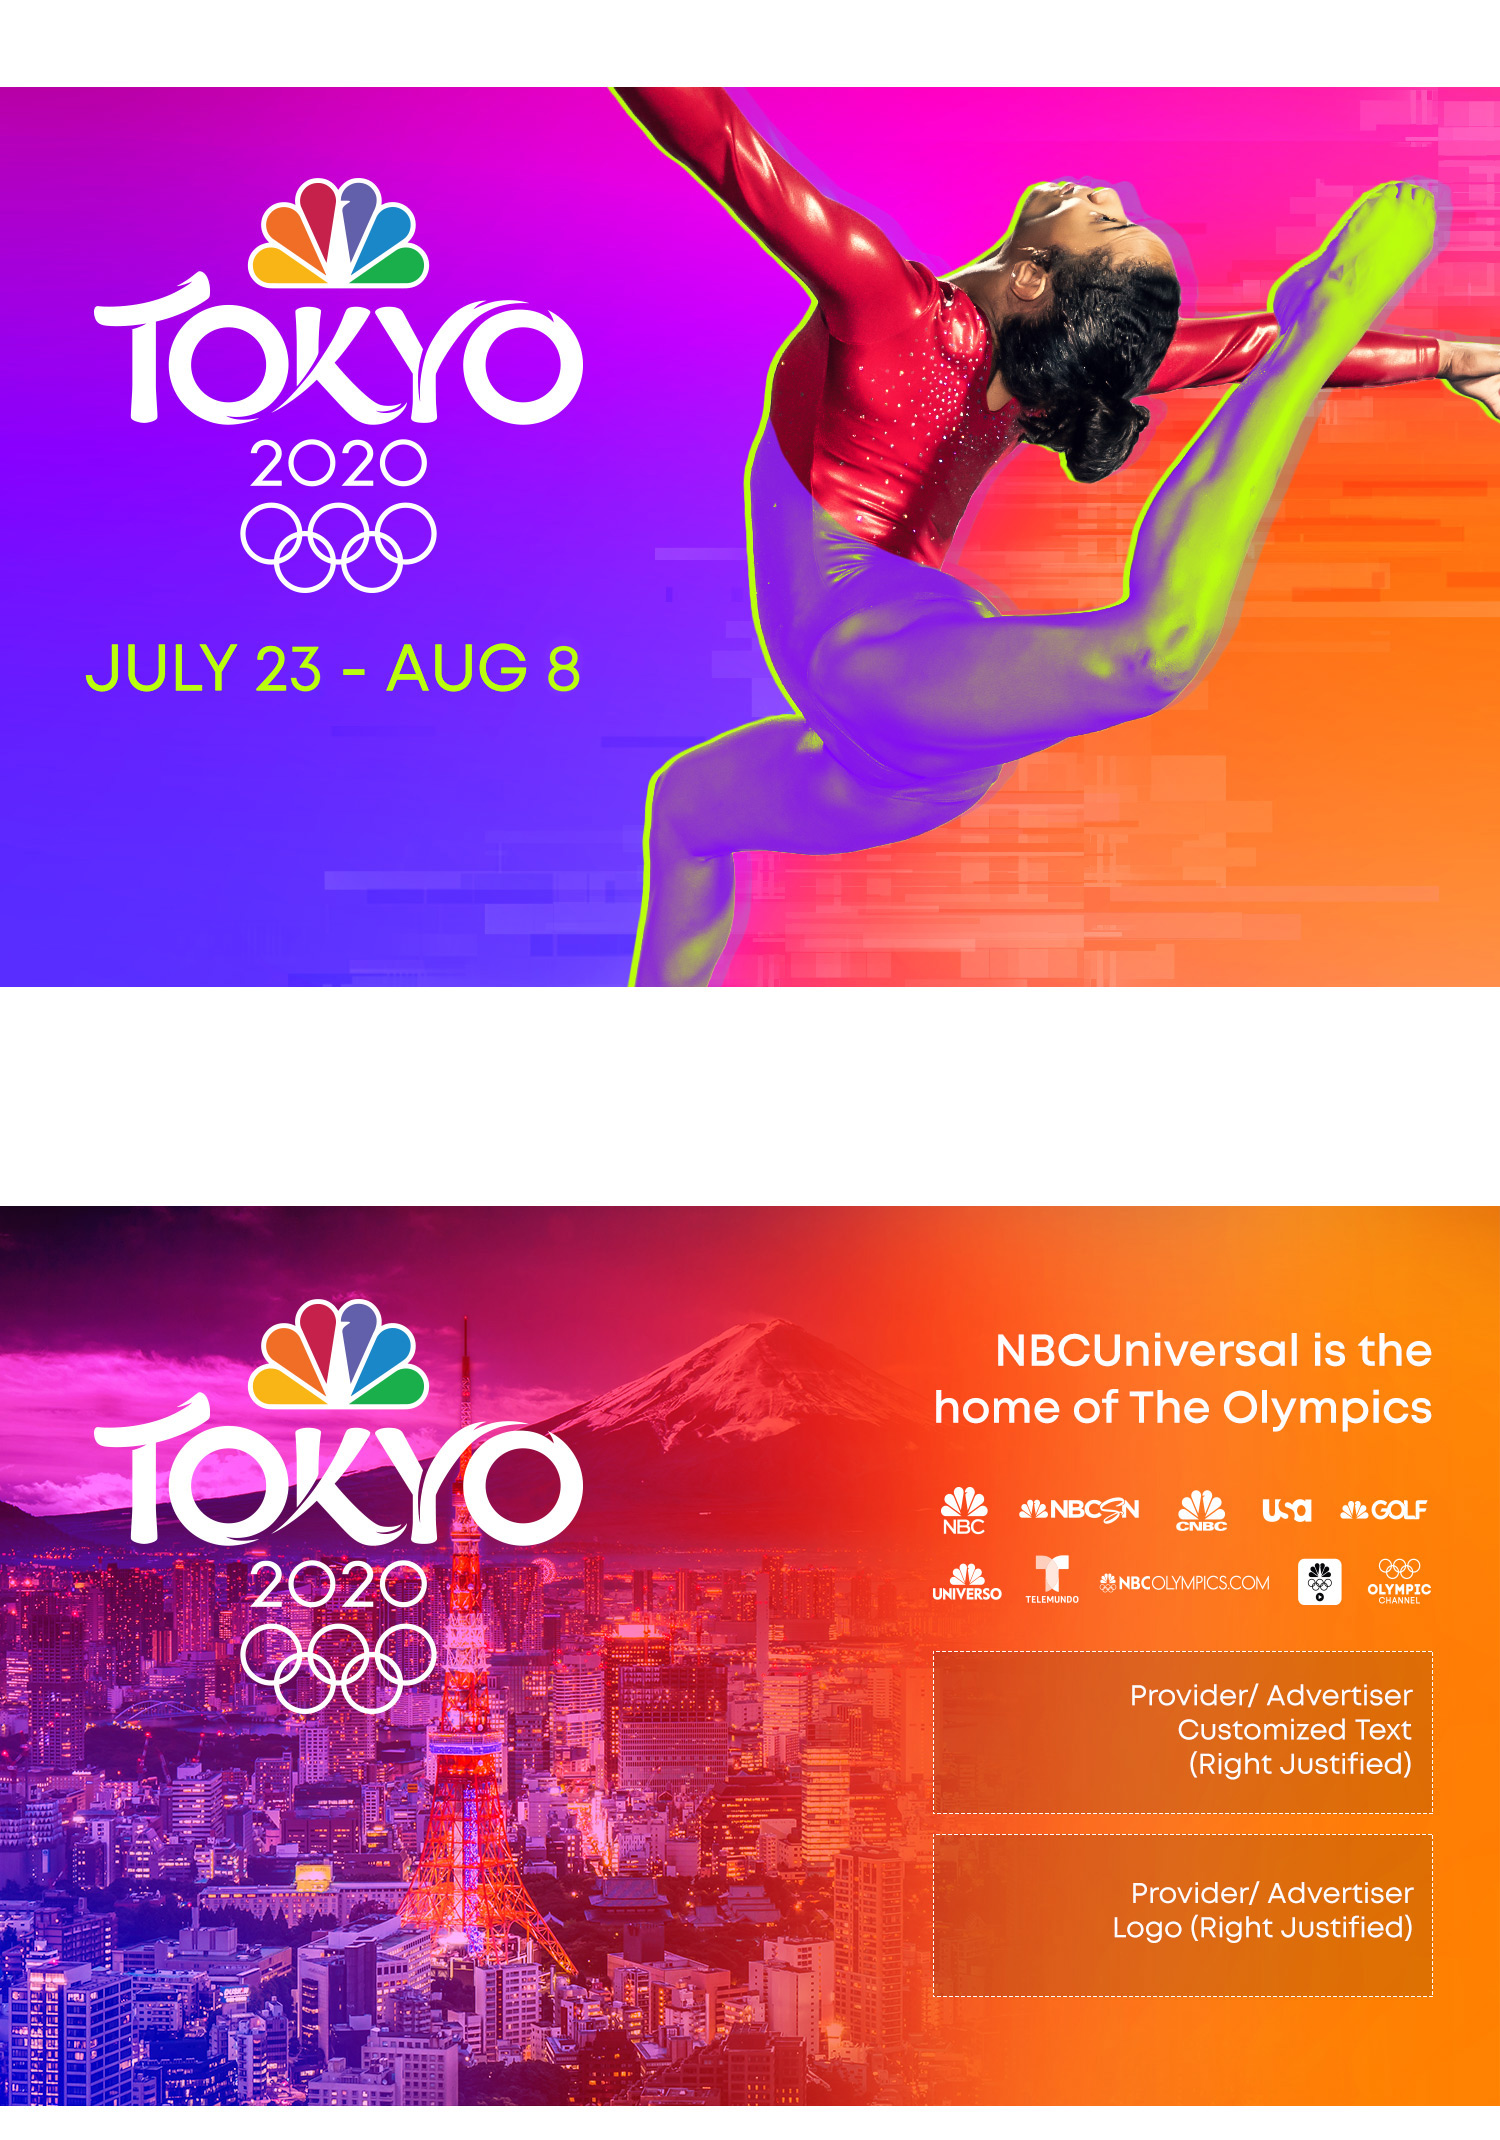 TOKYO
2020
JULY 23 - AUG 8
TOKYO
2020
NBCUniversal is the
home of The Olympics
NBC NBCSN CNBC USA GOLF
UNIVERSO TELEMUNDO NBCOLYMPICS.COM OLYMPIC CHANNEL
Provider/ Advertiser
Customized Text
(Right Justified)
Provider/ Advertiser
Logo (Right Justified)